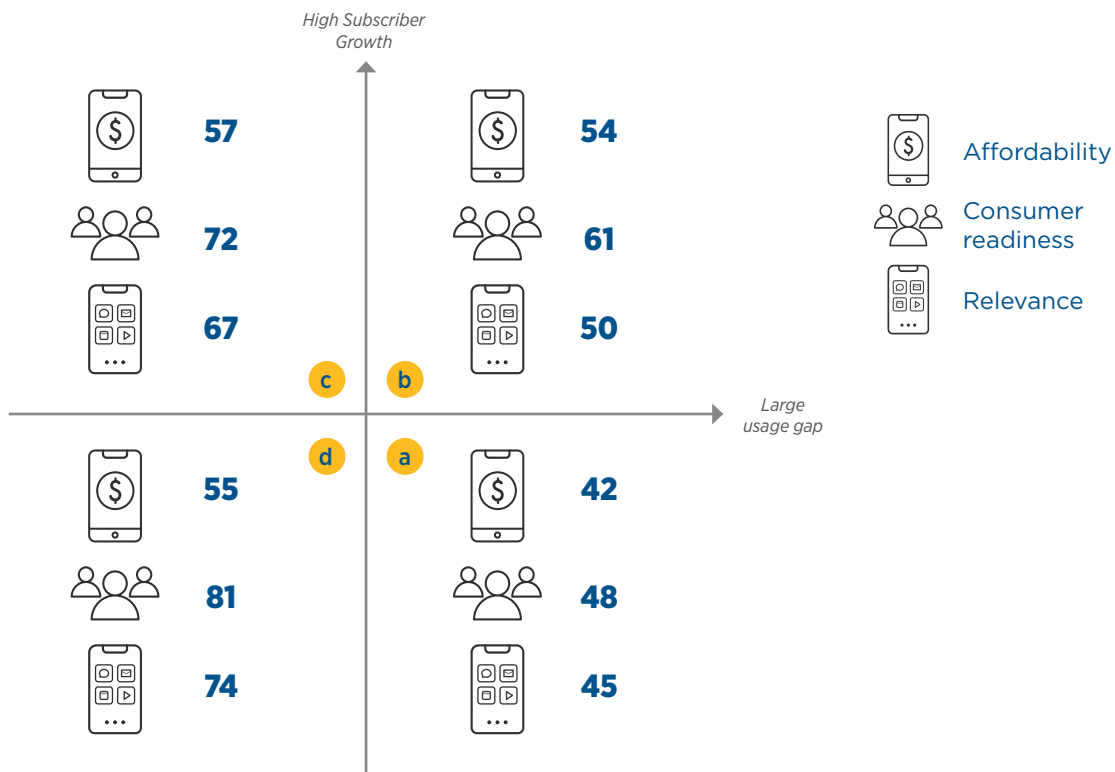 High Subscriber
Growth
57
54
$
$
$
Affordability
72
61
Consumer
readiness
67
50
Relevance
c
b
Large
usage gap
d
a
55
42
$
$
81
48
74
45